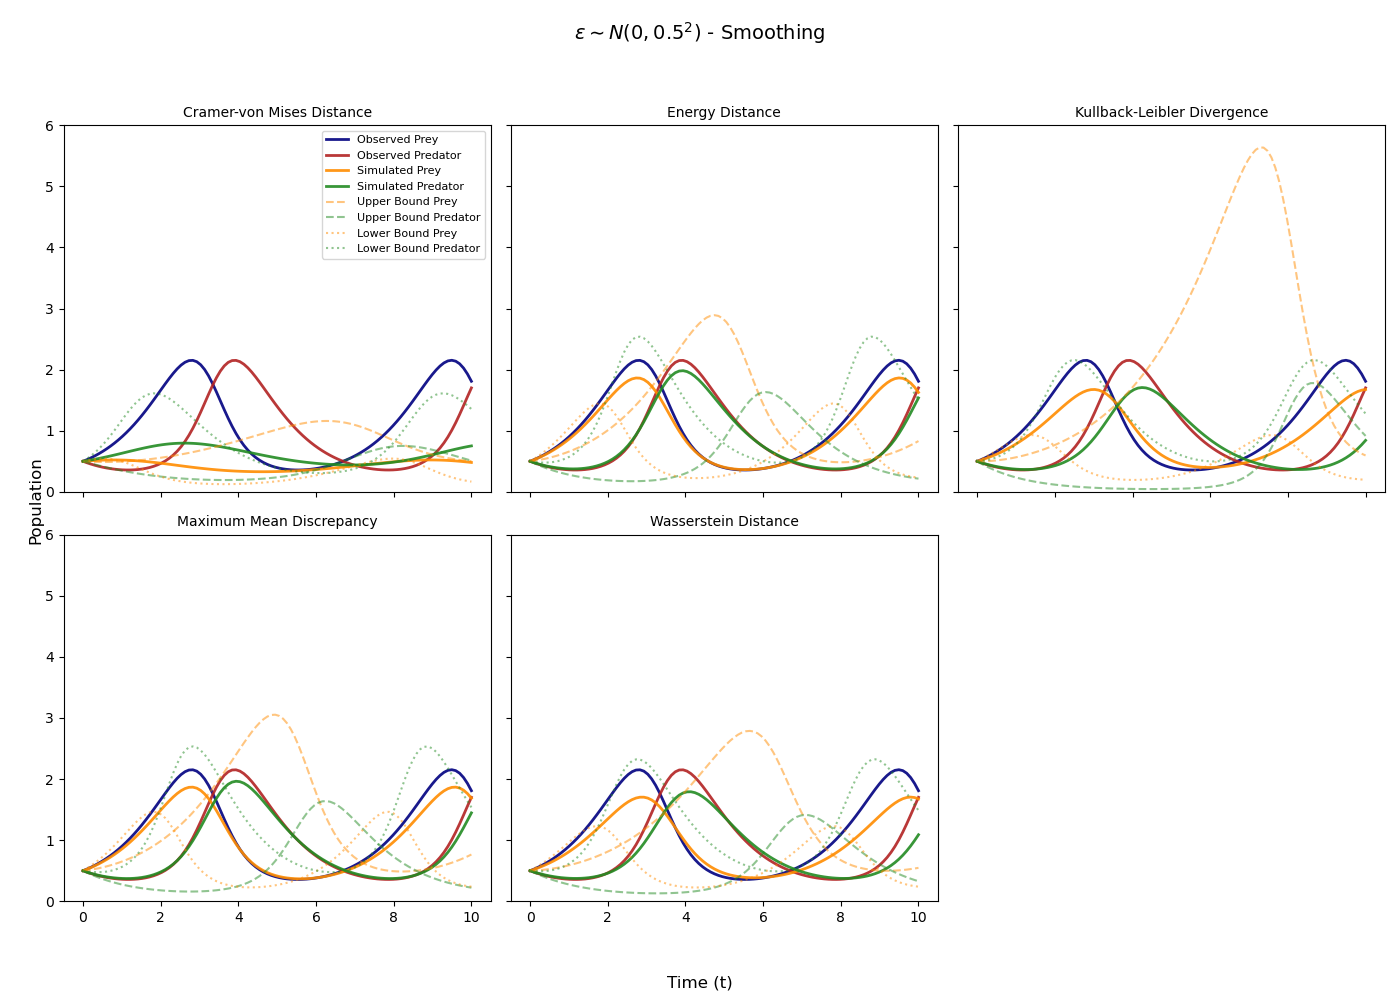 ε ~ N(0, 0.5²) - Smoothing
Cramer-von Mises Distance
Energy Distance
Kullback-Leibler Divergence
6
5
4
3
2
1
0
Observed Prey
Observed Predator
Simulated Prey
Simulated Predator
Upper Bound Prey
Upper Bound Predator
Lower Bound Prey
Lower Bound Predator
Population
Maximum Mean Discrepancy
Wasserstein Distance
6
5
4
3
2
1
0
0 2 4 6 8 10
0 2 4 6 8 10
Time (t)